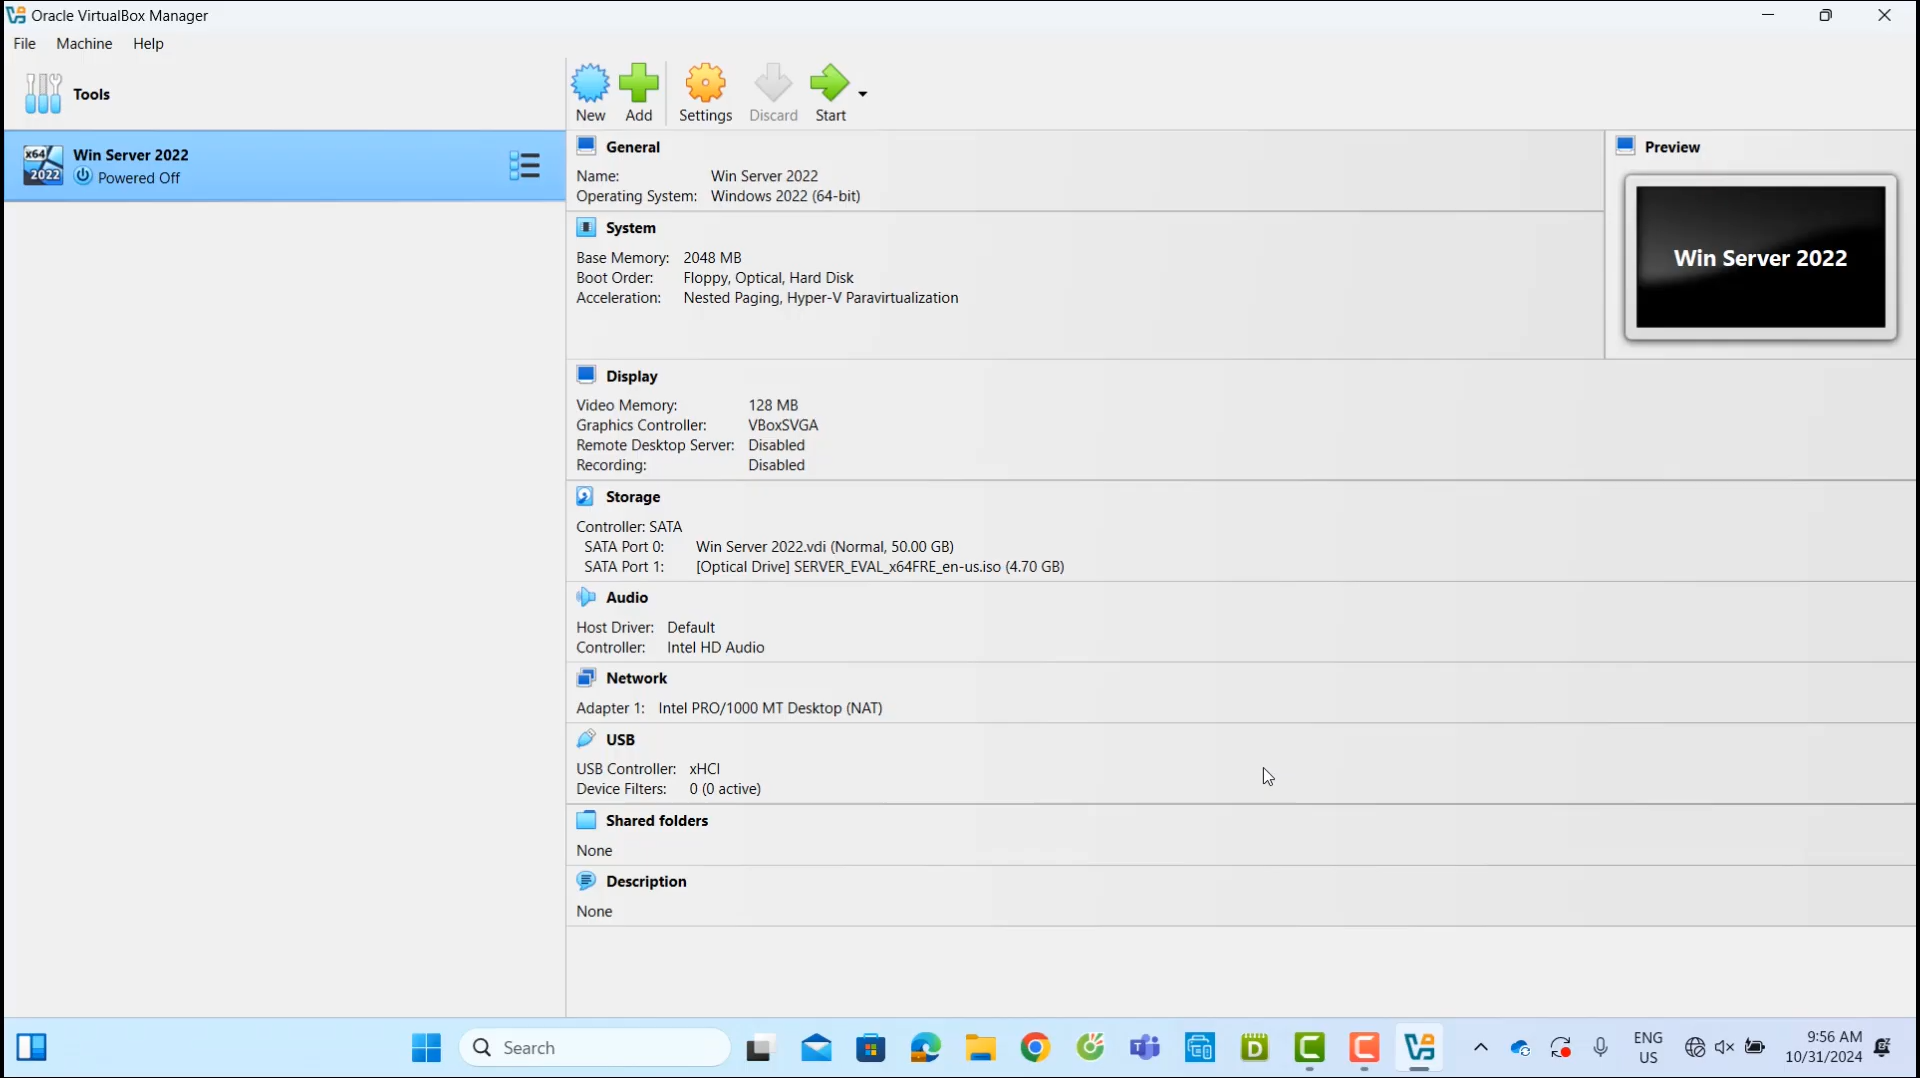 Oracle VirtualBox Manager
File Machine Help
Tools
New Add Settings Discard Start
x64 2022
Win Server 2022
Powered Off
General
Name: Win Server 2022
Operating System: Windows 2022 (64-bit)
System
Base Memory: 2048 MB
Boot Order: Floppy, Optical, Hard Disk
Acceleration: Nested Paging, Hyper-V Paravirtualization
Preview
Win Server 2022
Display
Video Memory: 128 MB
Graphics Controller: VBoxSVGA
Remote Desktop Server: Disabled
Recording: Disabled
Storage
Controller: SATA
SATA Port 0: Win Server 2022.vdi (Normal, 50.00 GB)
SATA Port 1: [Optical Drive] SERVER_EVAL_x64FRE_en-us.iso (4.70 GB)
Audio
Host Driver: Default
Controller: Intel HD Audio
Network
Adapter 1: Intel PRO/1000 MT Desktop (NAT)
USB
USB Controller: xHCI
Device Filters: 0 (0 active)
Shared folders
None
Description
None
Search
ENG
US
9:56 AM
10/31/2024